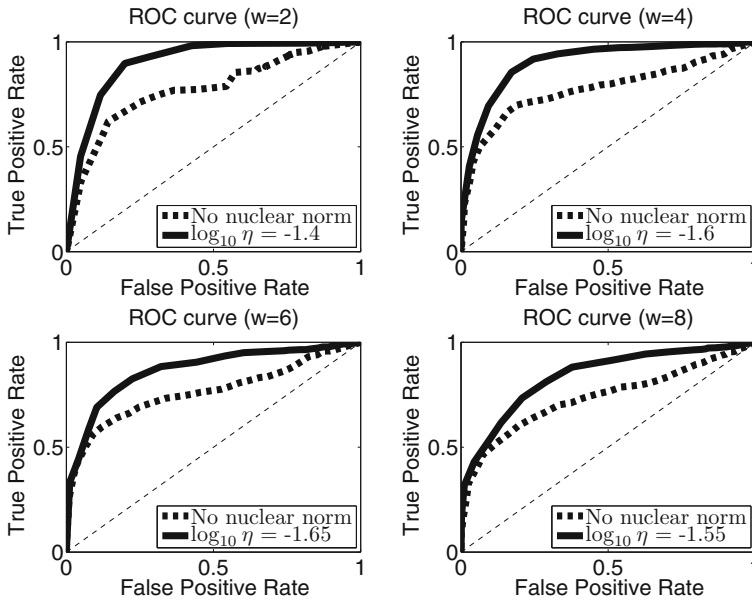 ROC curve (w=2)
True Positive Rate
1
0.5
0
No nuclear norm
log10 η = -1.4
0 0.5 1
False Positive Rate
ROC curve (w=4)
True Positive Rate
1
0.5
0
No nuclear norm
log10 η = -1.6
0 0.5 1
False Positive Rate
ROC curve (w=6)
True Positive Rate
1
0.5
0
No nuclear norm
log10 η = -1.65
0 0.5 1
False Positive Rate
ROC curve (w=8)
True Positive Rate
1
0.5
0
No nuclear norm
log10 η = -1.55
0 0.5 1
False Positive Rate